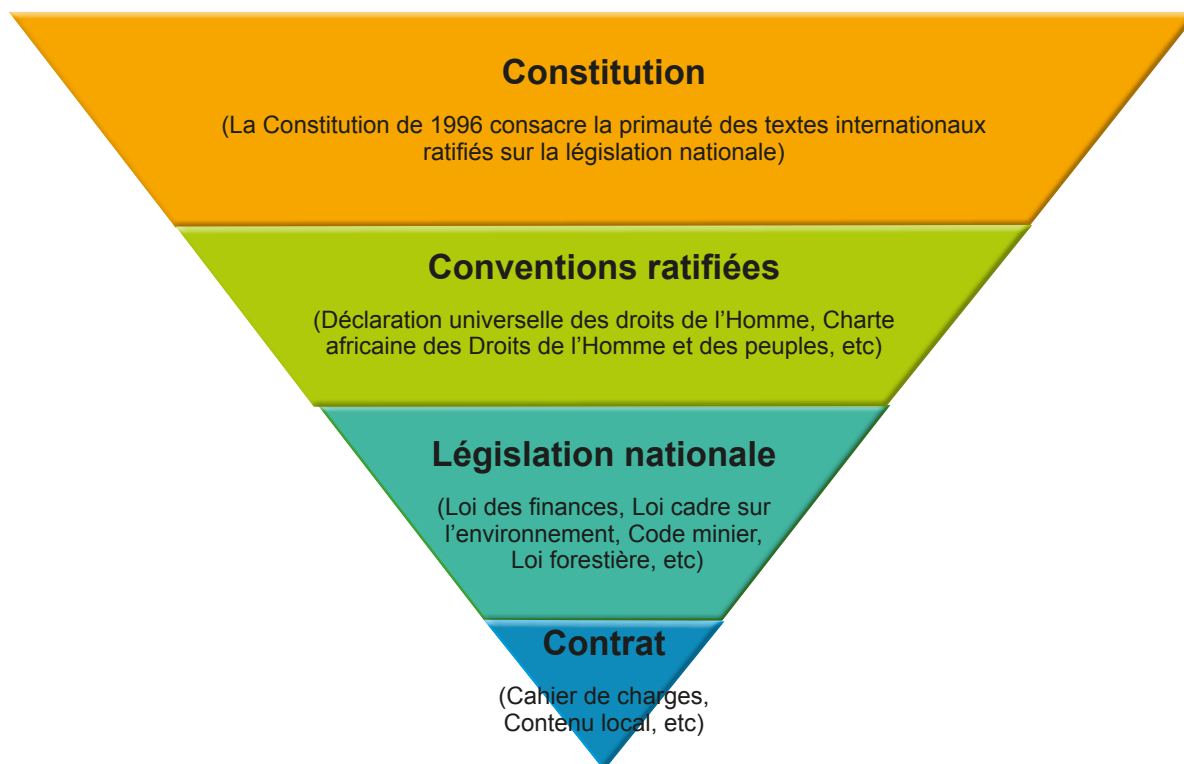 Constitution
(La Constitution de 1996 consacre la primauté des textes internationaux
ratifiés sur la législation nationale)
Conventions ratifiées
(Déclaration universelle des droits de l’Homme, Charte
africaine des Droits de l’Homme et des peuples, etc)
Législation nationale
(Loi des finances, Loi cadre sur
l’environnement, Code minier,
Loi forestière, etc)
Contrat
(Cahier de charges,
Contenu local, etc)